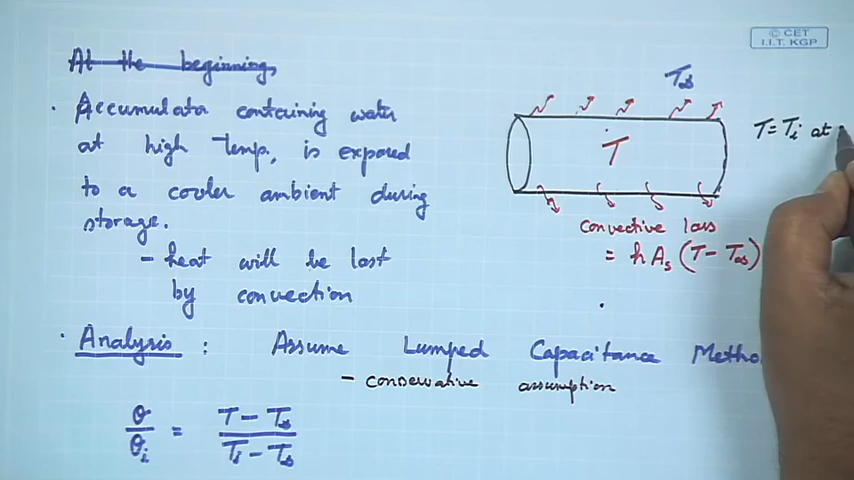 © CET
I.I.T. KGP
At the beginning,
· Accumulator containing water
at high Temp, is exposed
to a cooler ambient during
storage.
- heat will be lost
by convection
T∞
T
T = Ti at
convective loss
= h As (T - T∞)
· Analysis : Assume Lumped Capacitance Metho
- conservative assumption
θ/θi = (T - T∞)/(Ti - T∞)